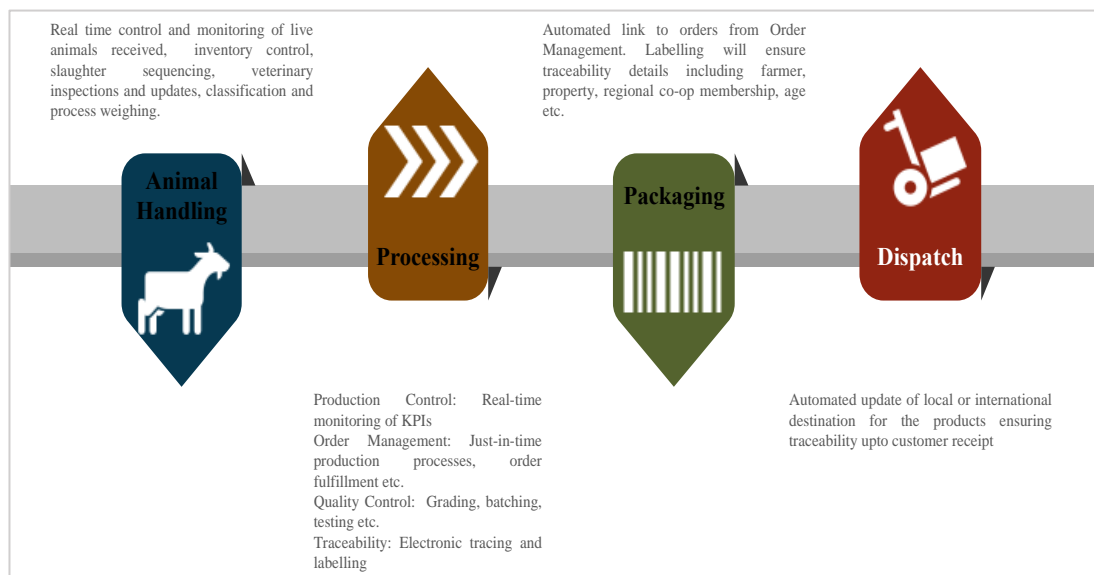 Real time control and monitoring of live
animals received, inventory control,
slaughter sequencing, veterinary
inspections and updates, classification and
process weighing.
Animal
Handling
Processing
Production Control: Real-time
monitoring of KPIs
Order Management: Just-in-time
production processes, order
fulfillment etc.
Quality Control: Grading, batching,
testing etc.
Traceability: Electronic tracing and
labelling
Automated link to orders from Order
Management. Labelling will ensure
traceability details including farmer,
property, regional co-op membership, age
etc.
Packaging
Dispatch
Automated update of local or international
destination for the products ensuring
traceability upto customer receipt